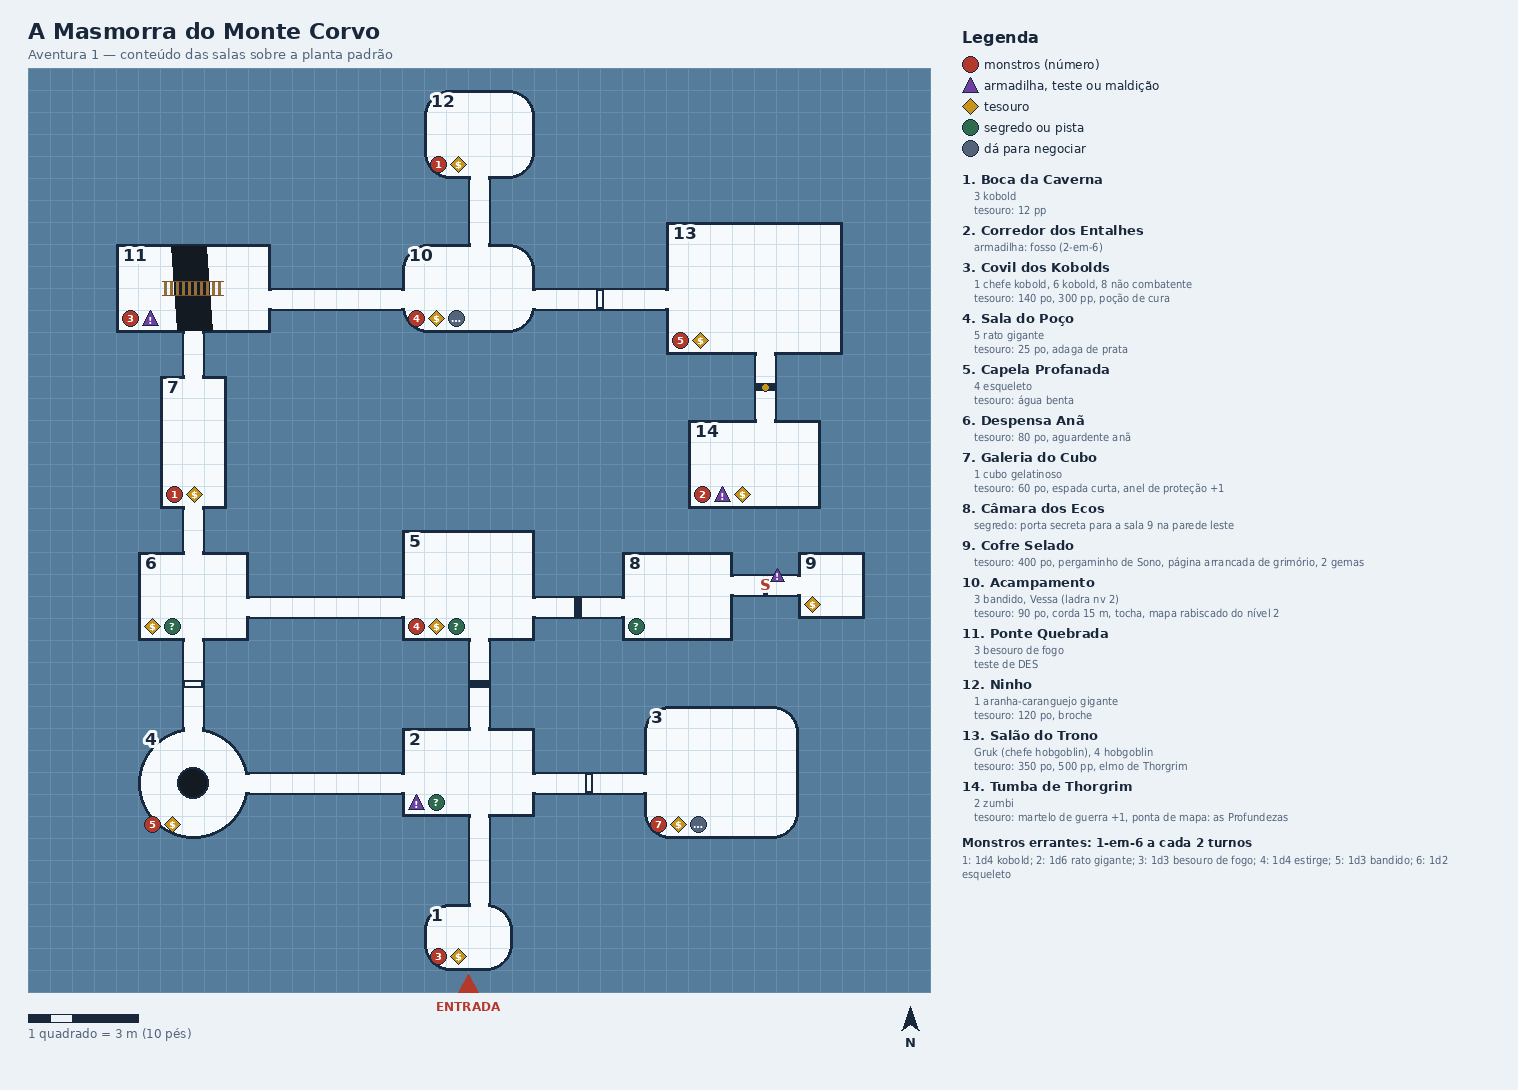 A Masmorra do Monte Corvo
Aventura 1 — conteúdo das salas sobre a planta padrão
12
1 $
13
5 $
11
3 !
10
4 $ ...
7
1 $
14
2 ! $
5
4 $ ?
6
$ ?
8
?
S !
9
$
4
5 $
2
! ?
3
7 $ ...
1
3 $
ENTRADA
1 quadrado = 3 m (10 pés)
N
Legenda
monstros (número)
armadilha, teste ou maldição
tesouro
segredo ou pista
dá para negociar
1. Boca da Caverna
3 kobold
tesouro: 12 pp
2. Corredor dos Entalhes
armadilha: fosso (2-em-6)
3. Covil dos Kobolds
1 chefe kobold, 6 kobold, 8 não combatente
tesouro: 140 po, 300 pp, poção de cura
4. Sala do Poço
5 rato gigante
tesouro: 25 po, adaga de prata
5. Capela Profanada
4 esqueleto
tesouro: água benta
6. Despensa Anã
tesouro: 80 po, aguardente anã
7. Galeria do Cubo
1 cubo gelatinoso
tesouro: 60 po, espada curta, anel de proteção +1
8. Câmara dos Ecos
segredo: porta secreta para a sala 9 na parede leste
9. Cofre Selado
tesouro: 400 po, pergaminho de Sono, página arrancada de grimório, 2 gemas
10. Acampamento
3 bandido, Vessa (ladra nv 2)
tesouro: 90 po, corda 15 m, tocha, mapa rabiscado do nível 2
11. Ponte Quebrada
3 besouro de fogo
teste de DES
12. Ninho
1 aranha-caranguejo gigante
tesouro: 120 po, broche
13. Salão do Trono
Gruk (chefe hobgoblin), 4 hobgoblin
tesouro: 350 po, 500 pp, elmo de Thorgrim
14. Tumba de Thorgrim
2 zumbi
tesouro: martelo de guerra +1, ponta de mapa: as Profundezas
Monstros errantes: 1-em-6 a cada 2 turnos
1: 1d4 kobold; 2: 1d6 rato gigante; 3: 1d3 besouro de fogo; 4: 1d4 estirge; 5: 1d3 bandido; 6: 1d2
esqueleto